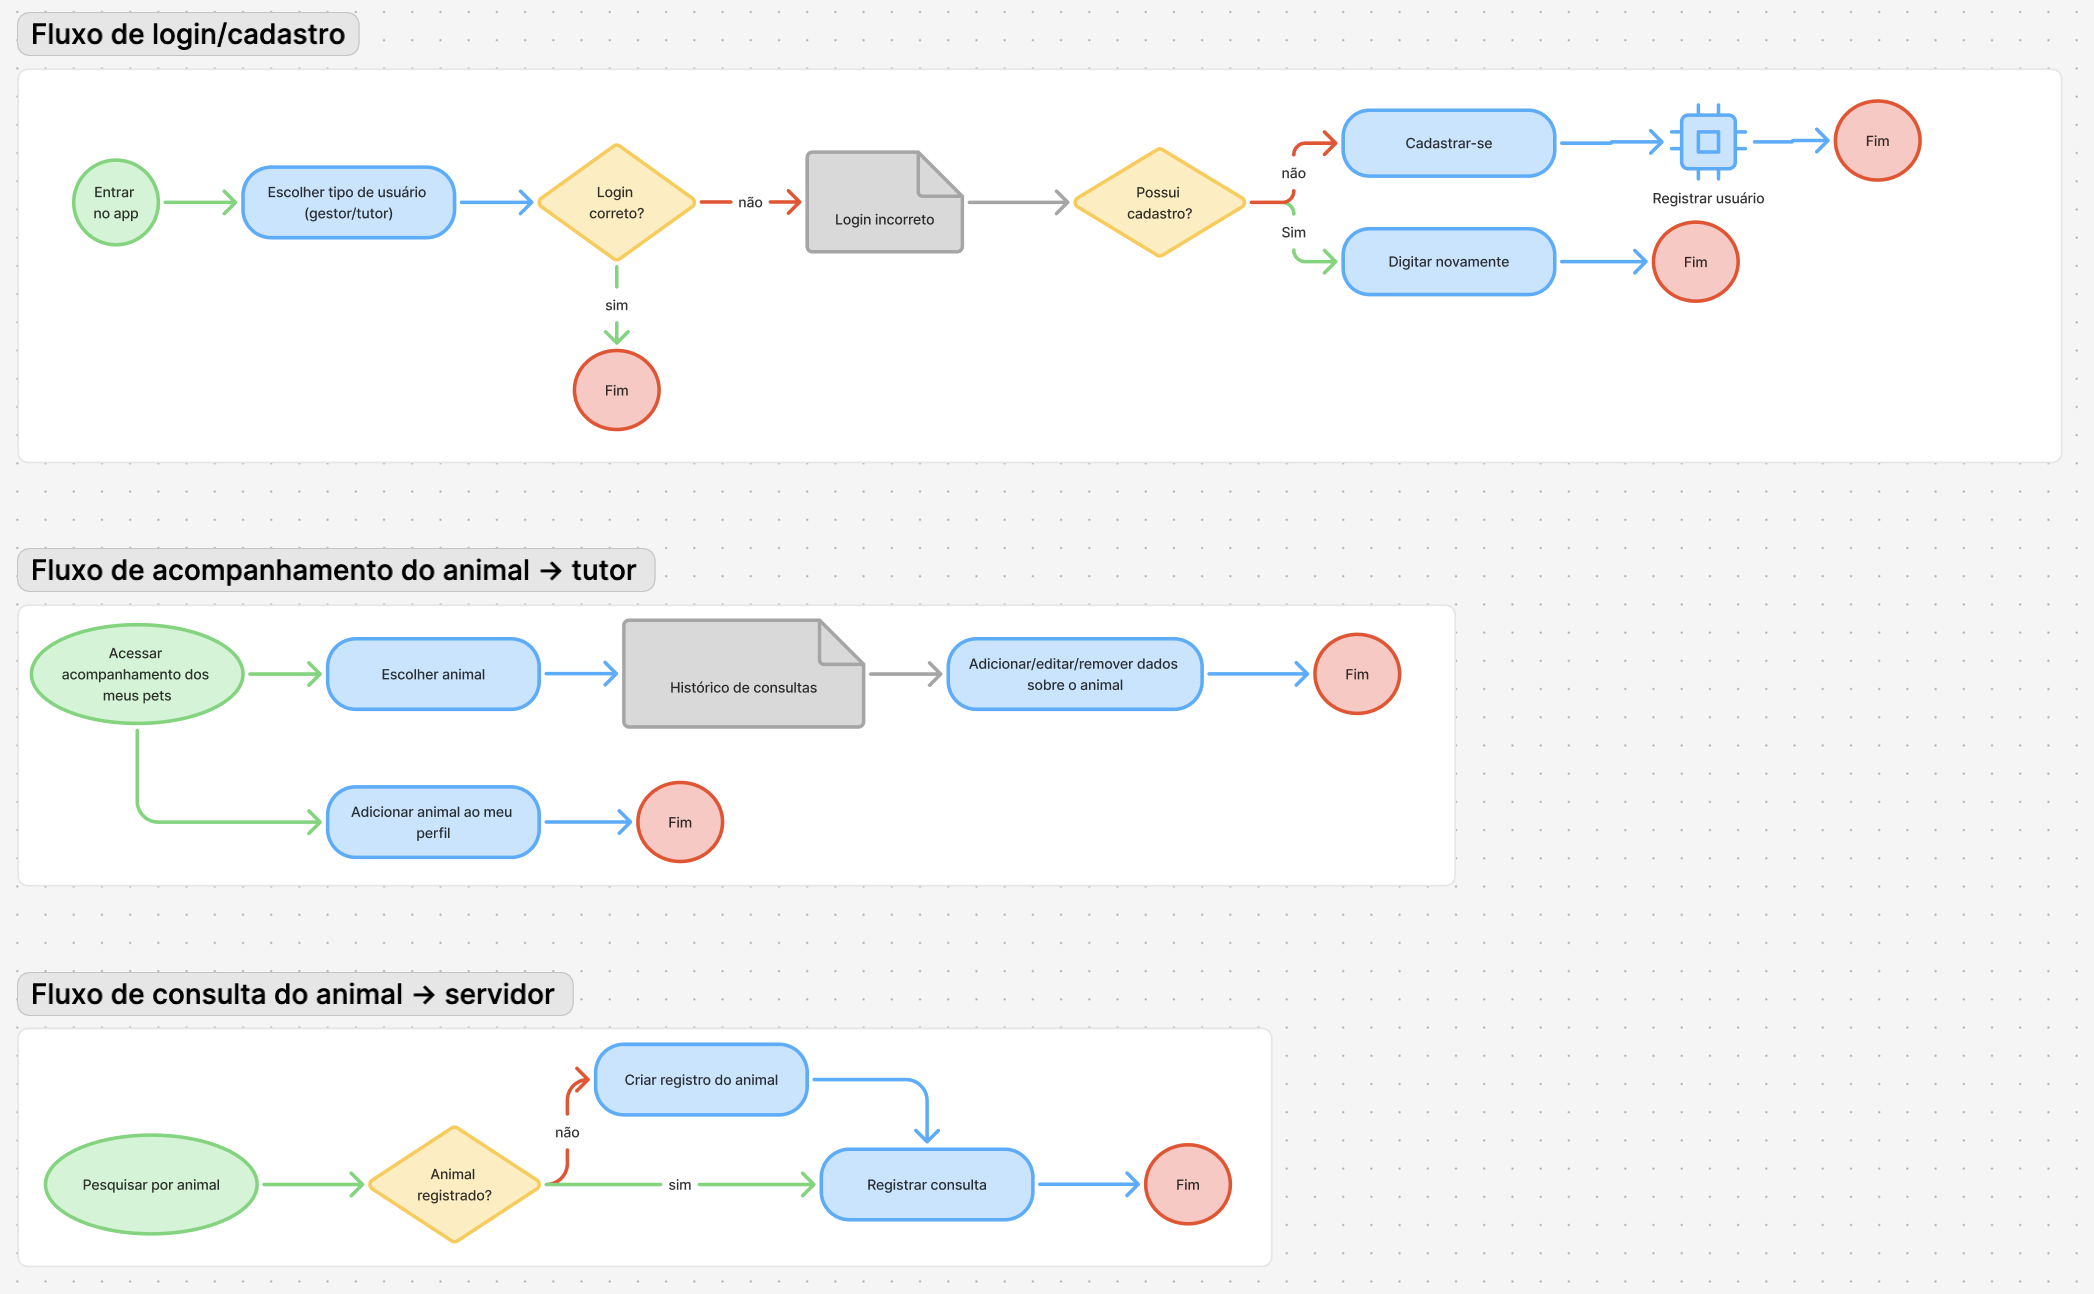 Fluxo de login/cadastro
Entrar
no app
Escolher tipo de usuário
(gestor/tutor)
Login
correto?
não
sim
Fim
Login incorreto
Possui
cadastro?
não
Sim
Cadastrar-se
Registrar usuário
Fim
Digitar novamente
Fim
Fluxo de acompanhamento do animal → tutor
Acessar
acompanhamento dos
meus pets
Escolher animal
Histórico de consultas
Adicionar/editar/remover dados
sobre o animal
Fim
Adicionar animal ao meu
perfil
Fim
Fluxo de consulta do animal → servidor
Pesquisar por animal
Animal
registrado?
não
sim
Criar registro do animal
Registrar consulta
Fim